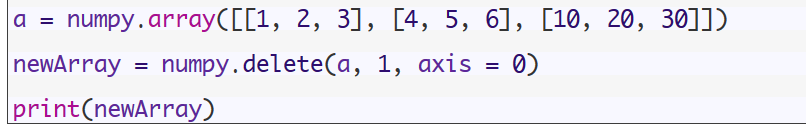 a = numpy.array([[1, 2, 3], [4, 5, 6], [10, 20, 30]])
newArray = numpy.delete(a, 1, axis = 0)
print(newArray)